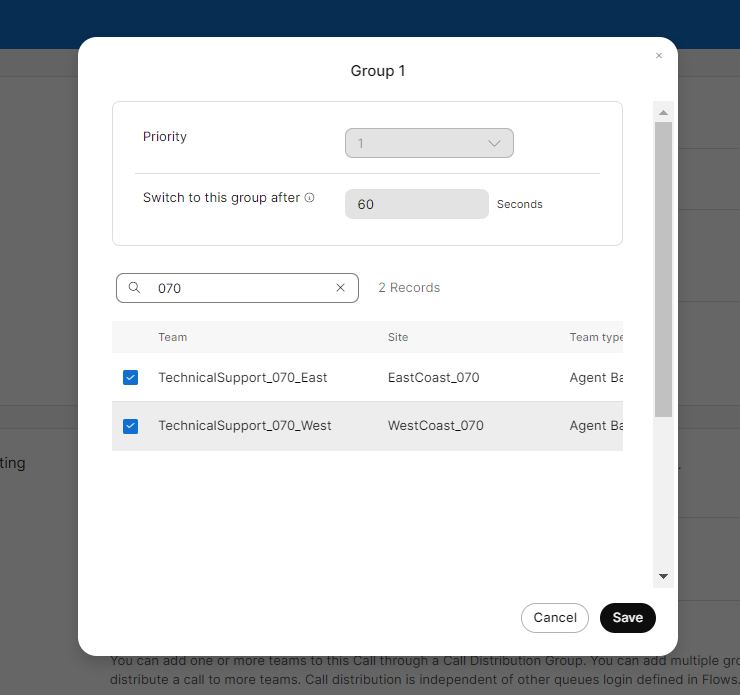 ×
Group 1
Priority
1
Switch to this group after
60
Seconds
070
2 Records
Team Site Team type
TechnicalSupport_070_East EastCoast_070 Agent Ba
TechnicalSupport_070_West WestCoast_070 Agent Ba
ting
Cancel Save
You can add one or more teams to this Call through a Call Distribution Group. You can add multiple gro
distribute a call to more teams. Call distribution is independent of other queues login defined in Flows.